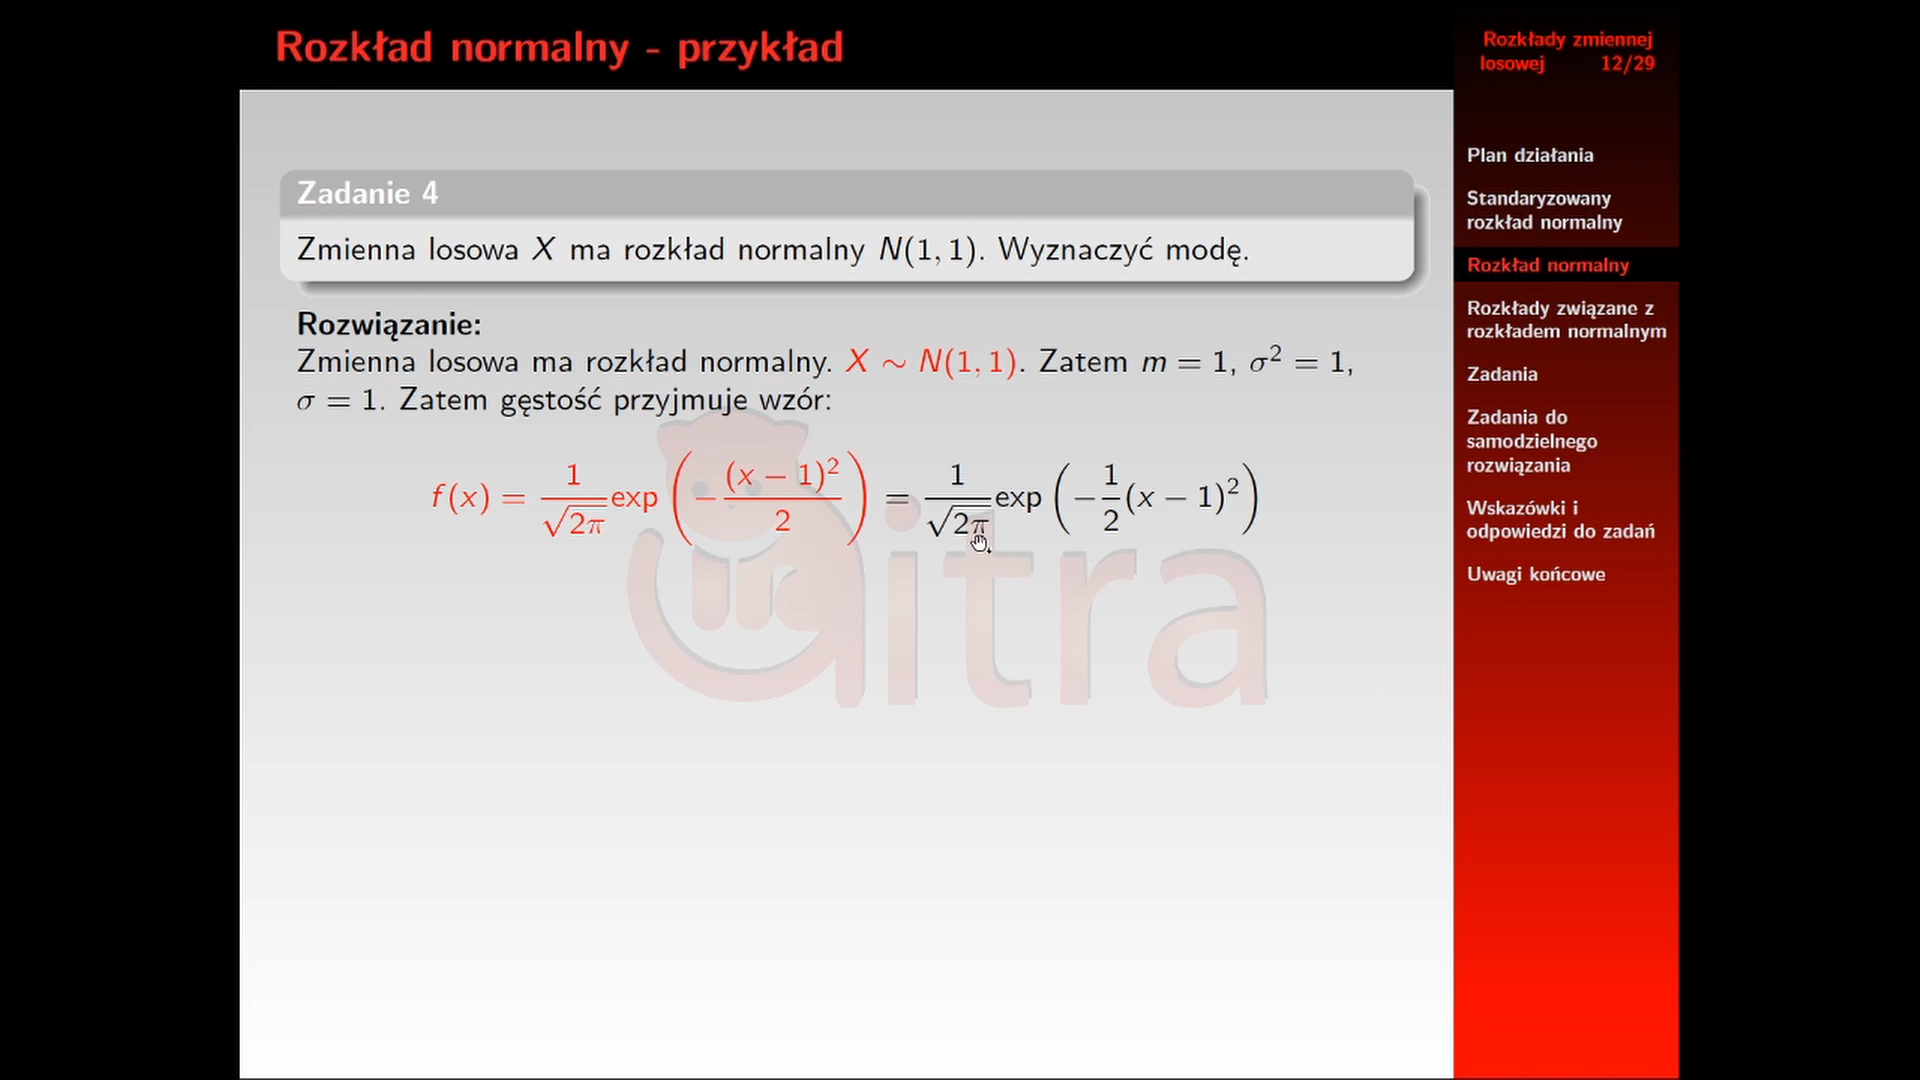 Rozkład normalny - przykład
Zadanie 4
Zmienna losowa X ma rozkład normalny N(1, 1). Wyznaczyć modę.
Rozwiązanie:
Zmienna losowa ma rozkład normalny. X ∼ N(1, 1). Zatem m = 1, σ² = 1,
σ = 1. Zatem gęstość przyjmuje wzór:
f(x) = 1/√2π exp (−(x − 1)²/2) = 1/√2π exp (−1/2(x − 1)²)
aitra
Rozkłady zmiennej
losowej 12/29
Plan działania
Standaryzowany
rozkład normalny
Rozkład normalny
Rozkłady związane z
rozkładem normalnym
Zadania
Zadania do
samodzielnego
rozwiązania
Wskazówki i
odpowiedzi do zadań
Uwagi końcowe